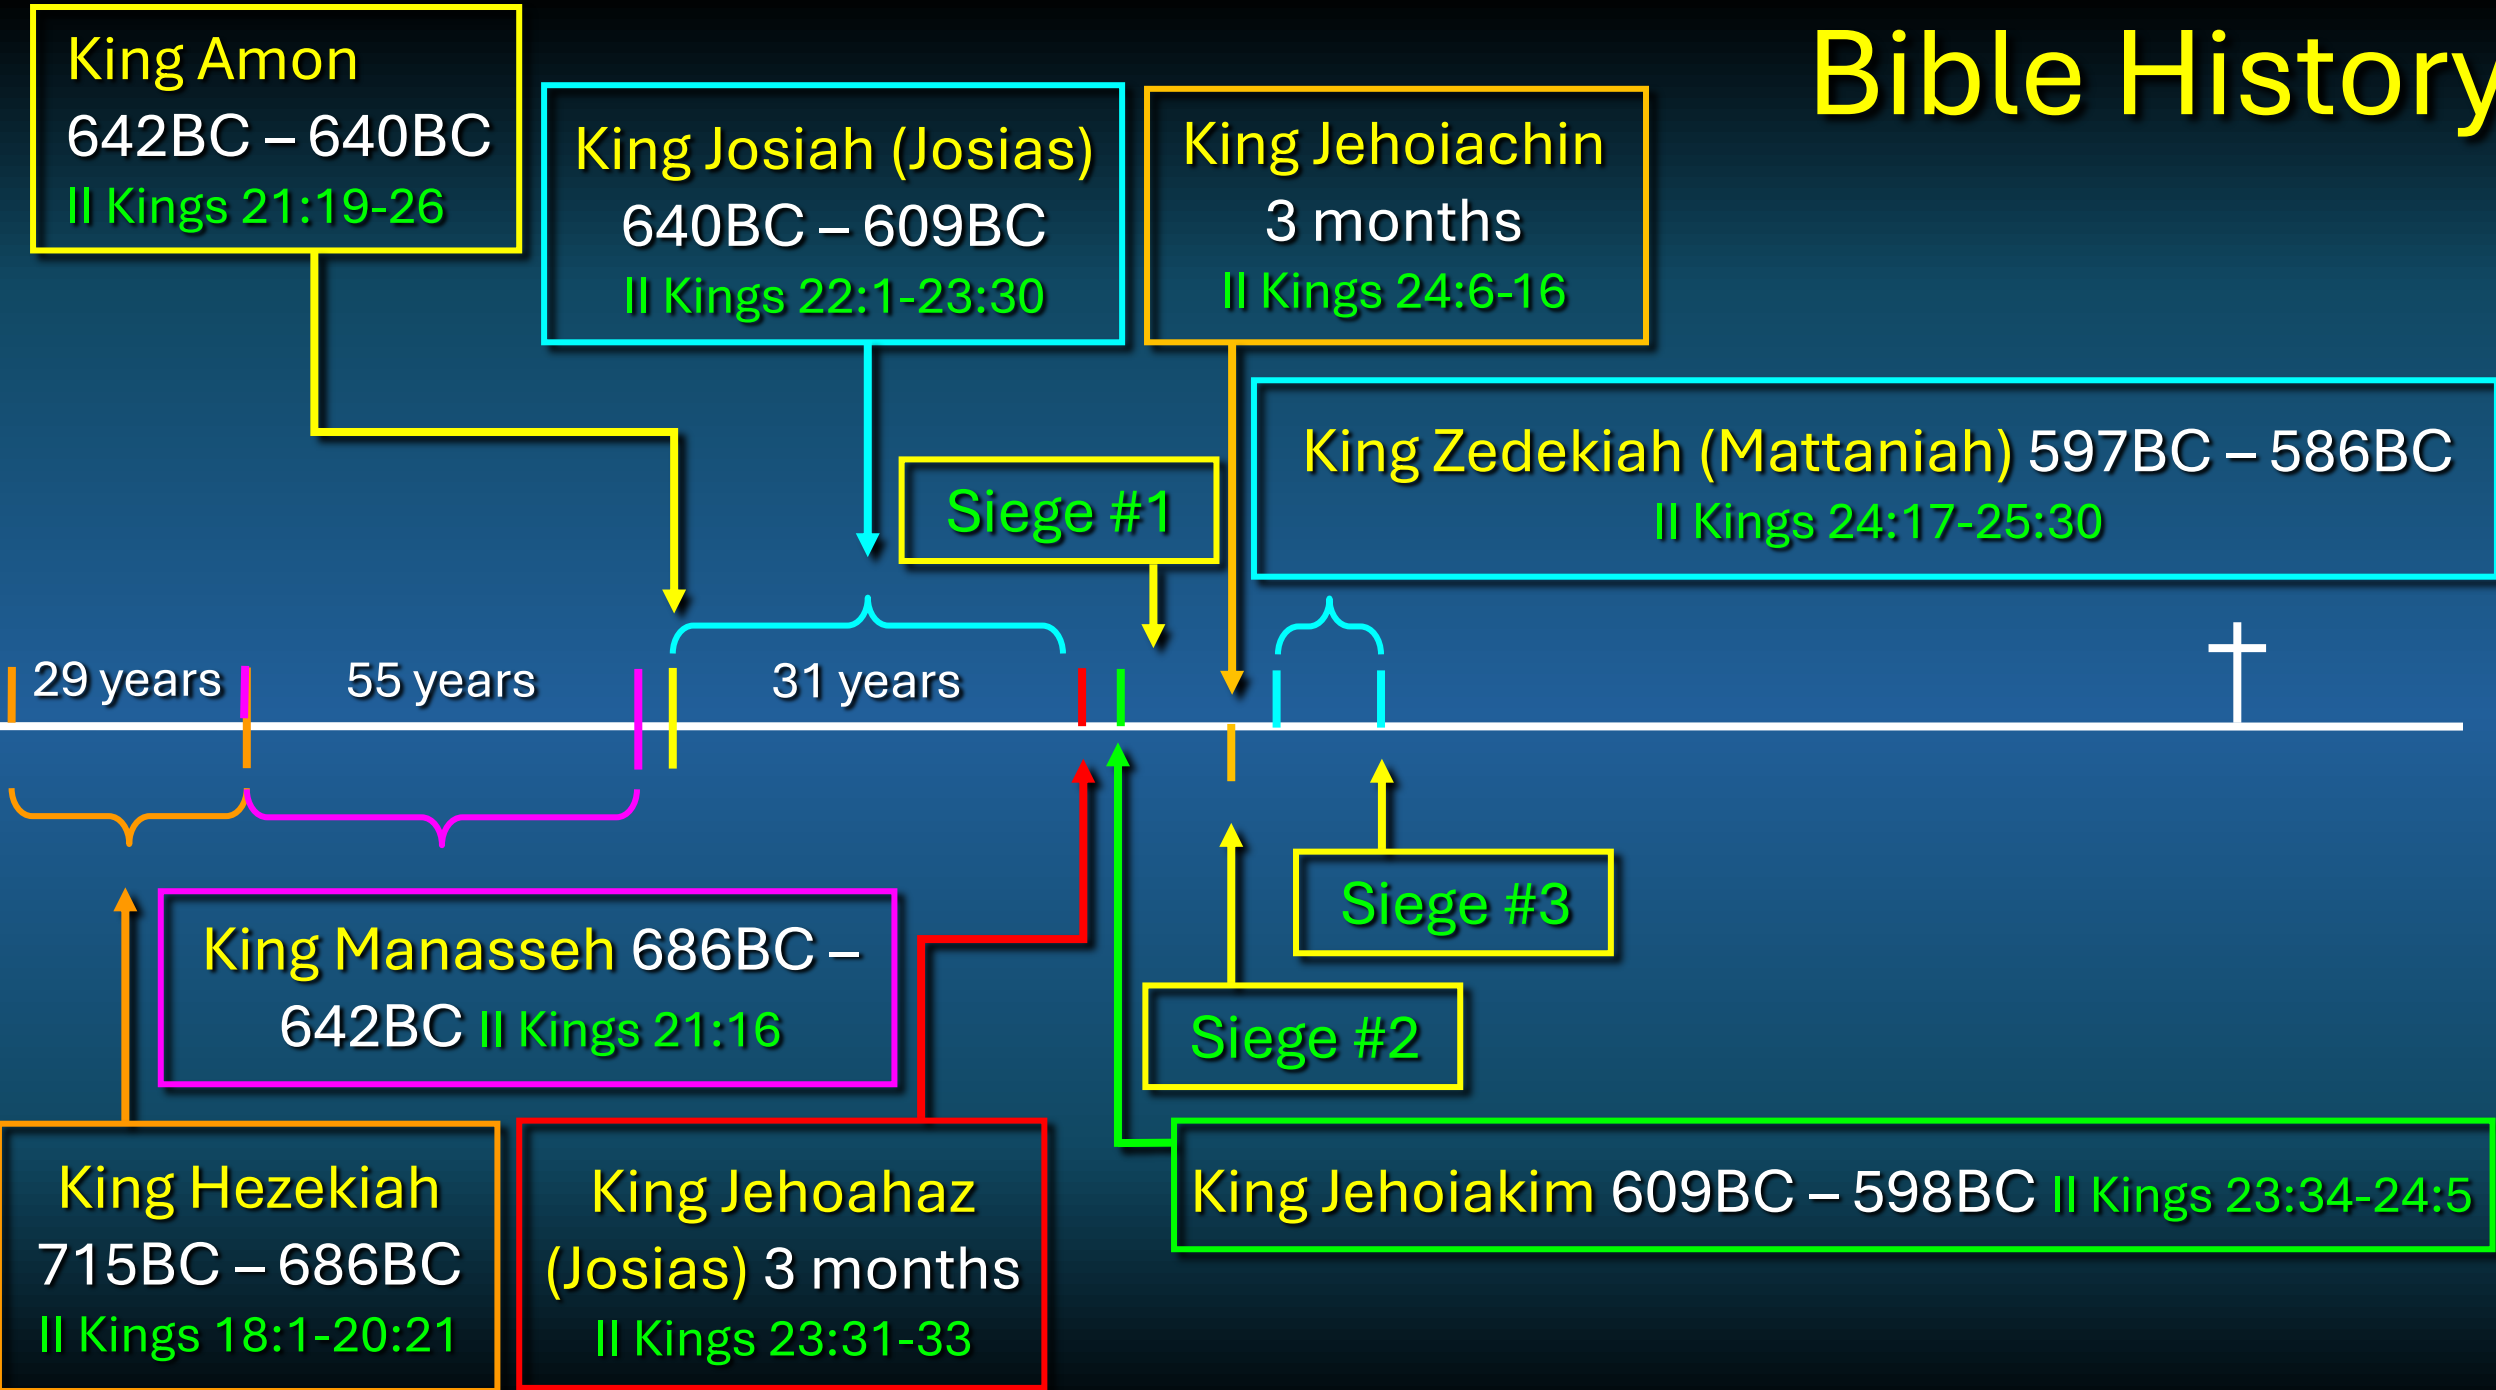 Bible History
King Amon
642BC – 640BC
II Kings 21:19-26
King Josiah (Josias)
640BC – 609BC
II Kings 22:1-23:30
King Jehoiachin
3 months
II Kings 24:6-16
King Zedekiah (Mattaniah) 597BC – 586BC
II Kings 24:17-25:30
Siege #1
29 years
55 years
31 years
Siege #3
King Manasseh 686BC –
642BC II Kings 21:16
Siege #2
King Hezekiah
715BC – 686BC
II Kings 18:1-20:21
King Jehoahaz
(Josias) 3 months
II Kings 23:31-33
King Jehoiakim 609BC – 598BC II Kings 23:34-24:5